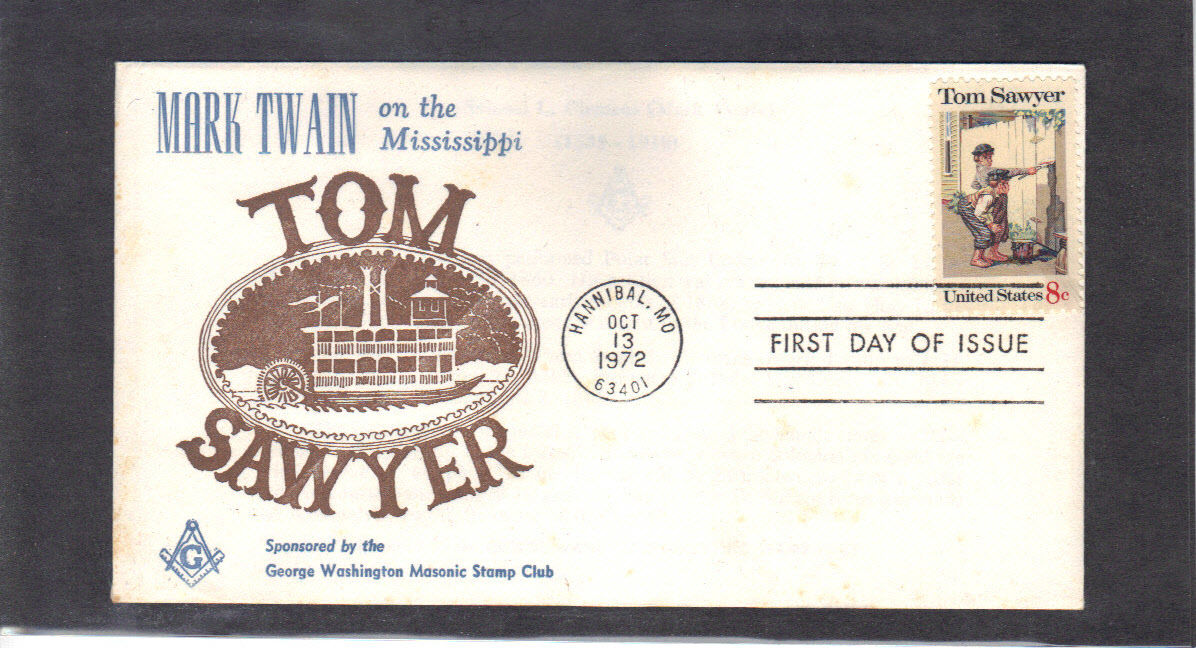 MARK TWAIN on the
Mississippi
TOM
SAWYER
Sponsored by the
George Washington Masonic Stamp Club
G
HANNIBAL, MO
OCT
13
1972
63401
FIRST DAY OF ISSUE
Tom Sawyer
United States 8c